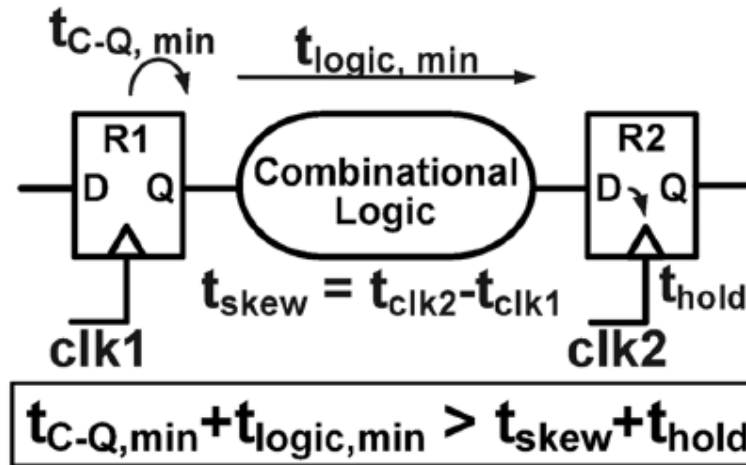 tC-Q, min
tlogic, min
R1
R2
D Q
Combinational
Logic
D Q
tskew = tclk2-tclk1
thold
clk1
clk2
tC-Q,min+tlogic,min > tskew+thold